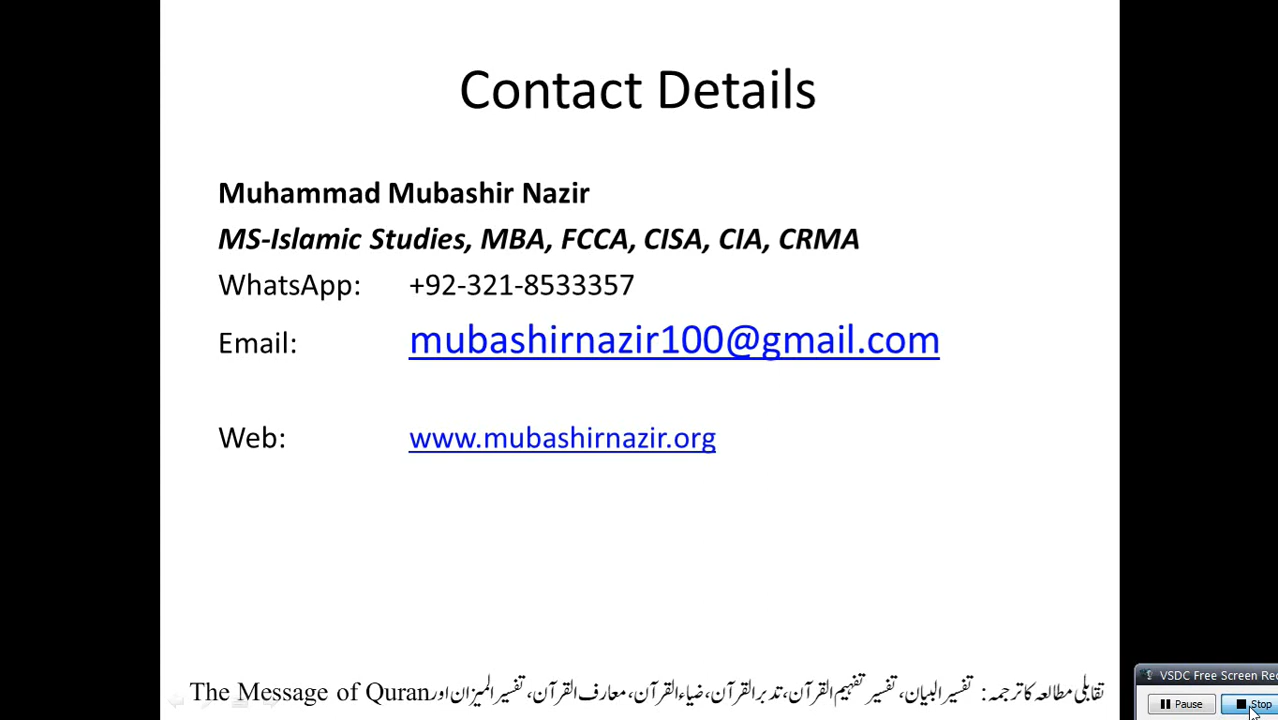 Contact Details
Muhammad Mubashir Nazir
MS-Islamic Studies, MBA, FCCA, CISA, CIA, CRMA
WhatsApp: +92-321-8533357
Email: mubashirnazir100@gmail.com
Web: www.mubashirnazir.org
تقابلی مطالعہ کا ترجمہ: تفسیر البیان، تفسیر تفہیم القرآن، تدبر القرآن، ضیاء القرآن، معارف القرآن، تفسیر المیزان اور The Message of Quran
VSDC Free Screen Rec
Pause Stop